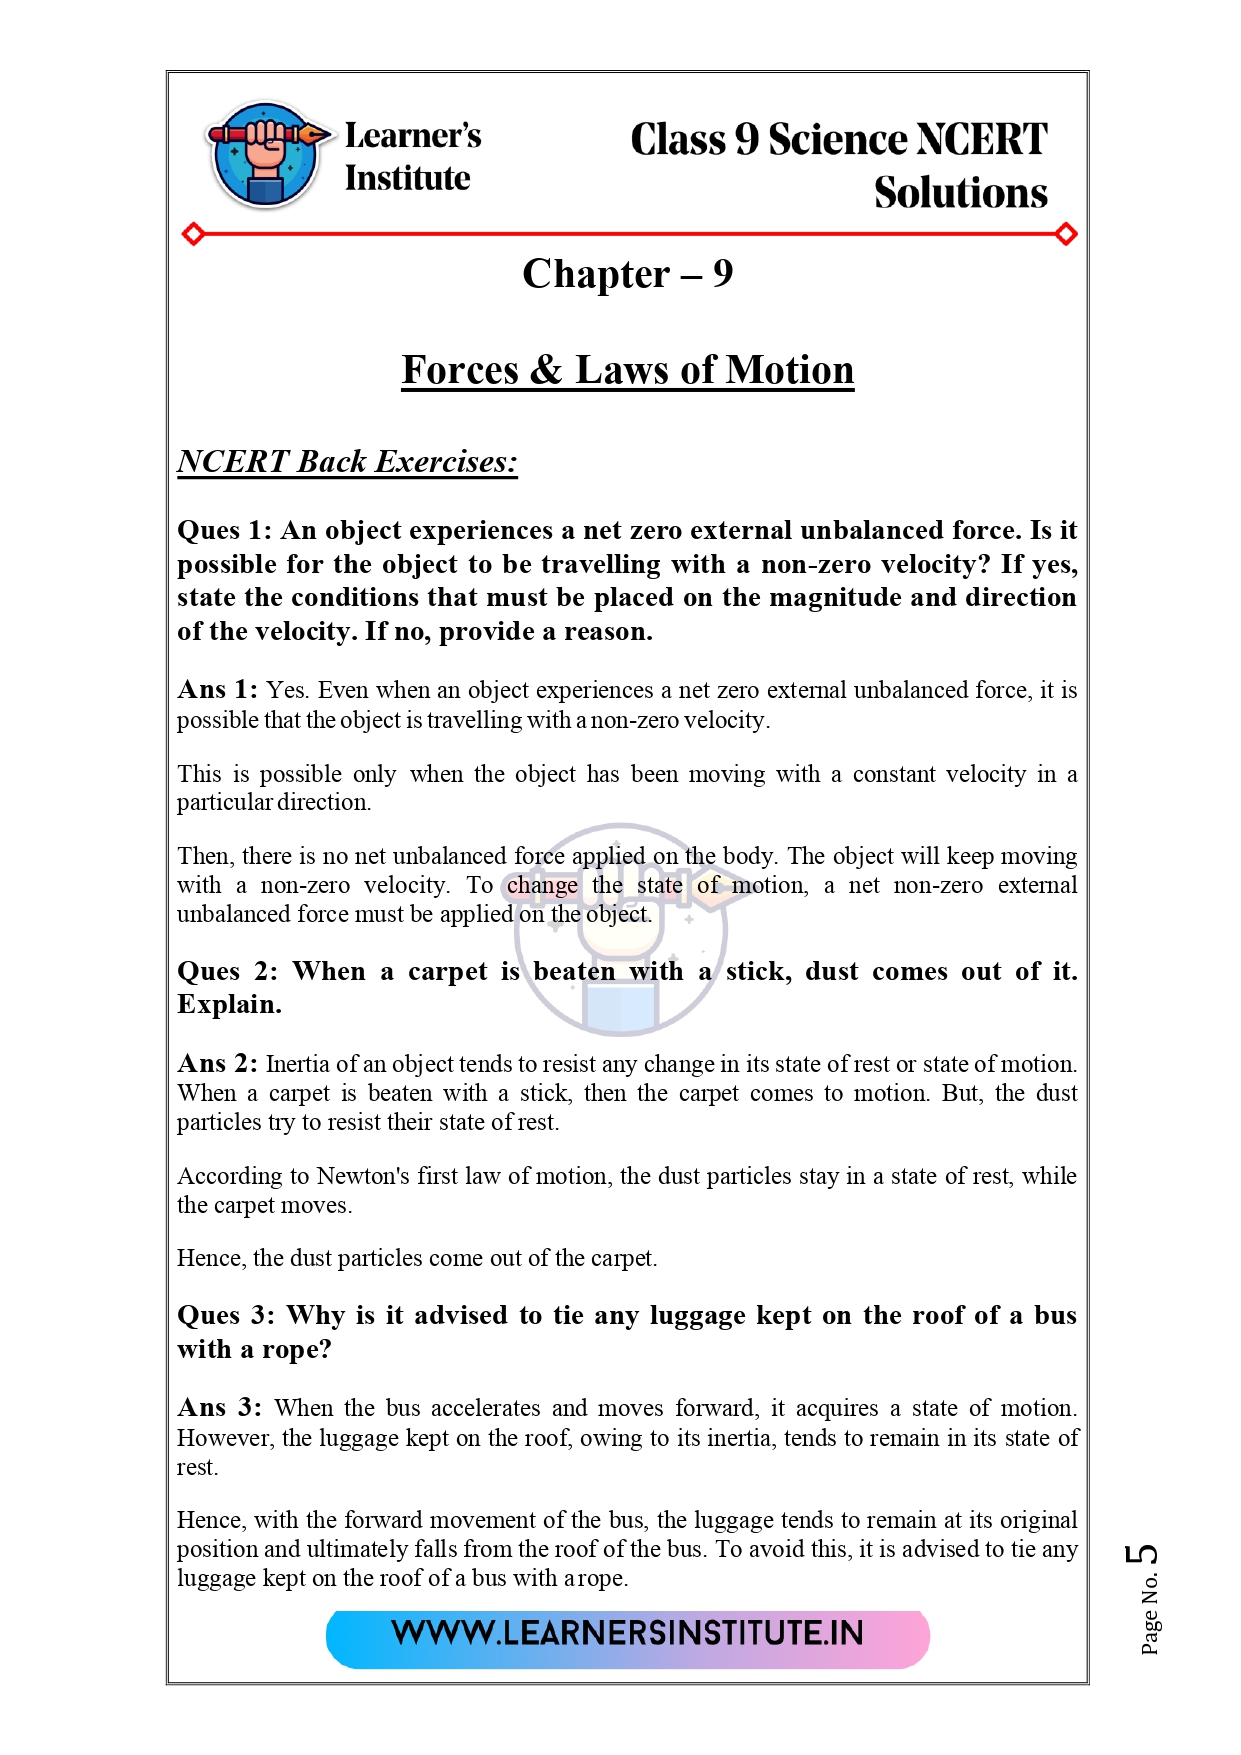 Learner's
Institute
Class 9 Science NCERT
Solutions
Chapter – 9
Forces & Laws of Motion
NCERT Back Exercises:
Ques 1: An object experiences a net zero external unbalanced force. Is it
possible for the object to be travelling with a non-zero velocity? If yes,
state the conditions that must be placed on the magnitude and direction
of the velocity. If no, provide a reason.
Ans 1: Yes. Even when an object experiences a net zero external unbalanced force, it is
possible that the object is travelling with a non-zero velocity.
This is possible only when the object has been moving with a constant velocity in a
particular direction.
Then, there is no net unbalanced force applied on the body. The object will keep moving
with a non-zero velocity. To change the state of motion, a net non-zero external
unbalanced force must be applied on the object.
Ques 2: When a carpet is beaten with a stick, dust comes out of it.
Explain.
Ans 2: Inertia of an object tends to resist any change in its state of rest or state of motion.
When a carpet is beaten with a stick, then the carpet comes to motion. But, the dust
particles try to resist their state of rest.
According to Newton's first law of motion, the dust particles stay in a state of rest, while
the carpet moves.
Hence, the dust particles come out of the carpet.
Ques 3: Why is it advised to tie any luggage kept on the roof of a bus
with a rope?
Ans 3: When the bus accelerates and moves forward, it acquires a state of motion.
However, the luggage kept on the roof, owing to its inertia, tends to remain in its state of
rest.
Hence, with the forward movement of the bus, the luggage tends to remain at its original
position and ultimately falls from the roof of the bus. To avoid this, it is advised to tie any
luggage kept on the roof of a bus with a rope.
WWW.LEARNERSINSTITUTE.IN
Page No. 5